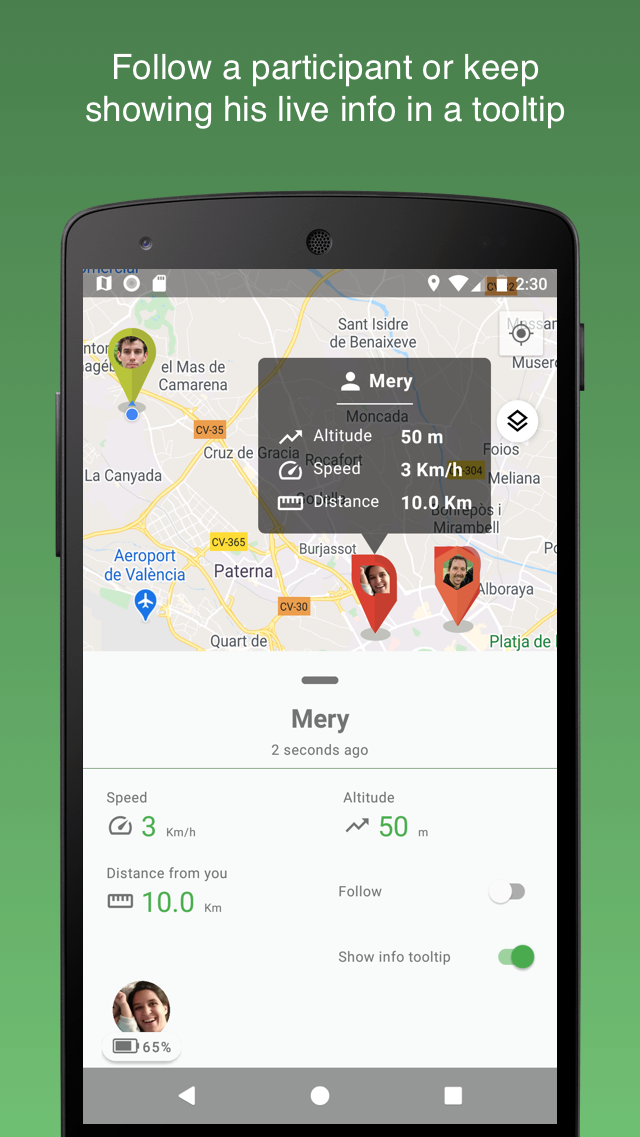 Follow a participant or keep
showing his live info in a tooltip
2:30
Sant Isidre
de Benaixeve
el Mas de
Camarena
Mery
Moncada
Altitude 50 m
CV-35
Cruz de Gracia
Rocafort
Foios
Speed 3 Km/h
La Canyada
Meliana
Distance 10.0 Km
Bonrepòs i
Mirambell
CV-365
Burjassot
Aeroport
de València
Paterna
Alboraya
CV-30
Quart de
Platja de
Mery
2 seconds ago
Speed
Altitude
3 Km/h
50 m
Distance from you
10.0 Km
Follow
Show info tooltip
65%